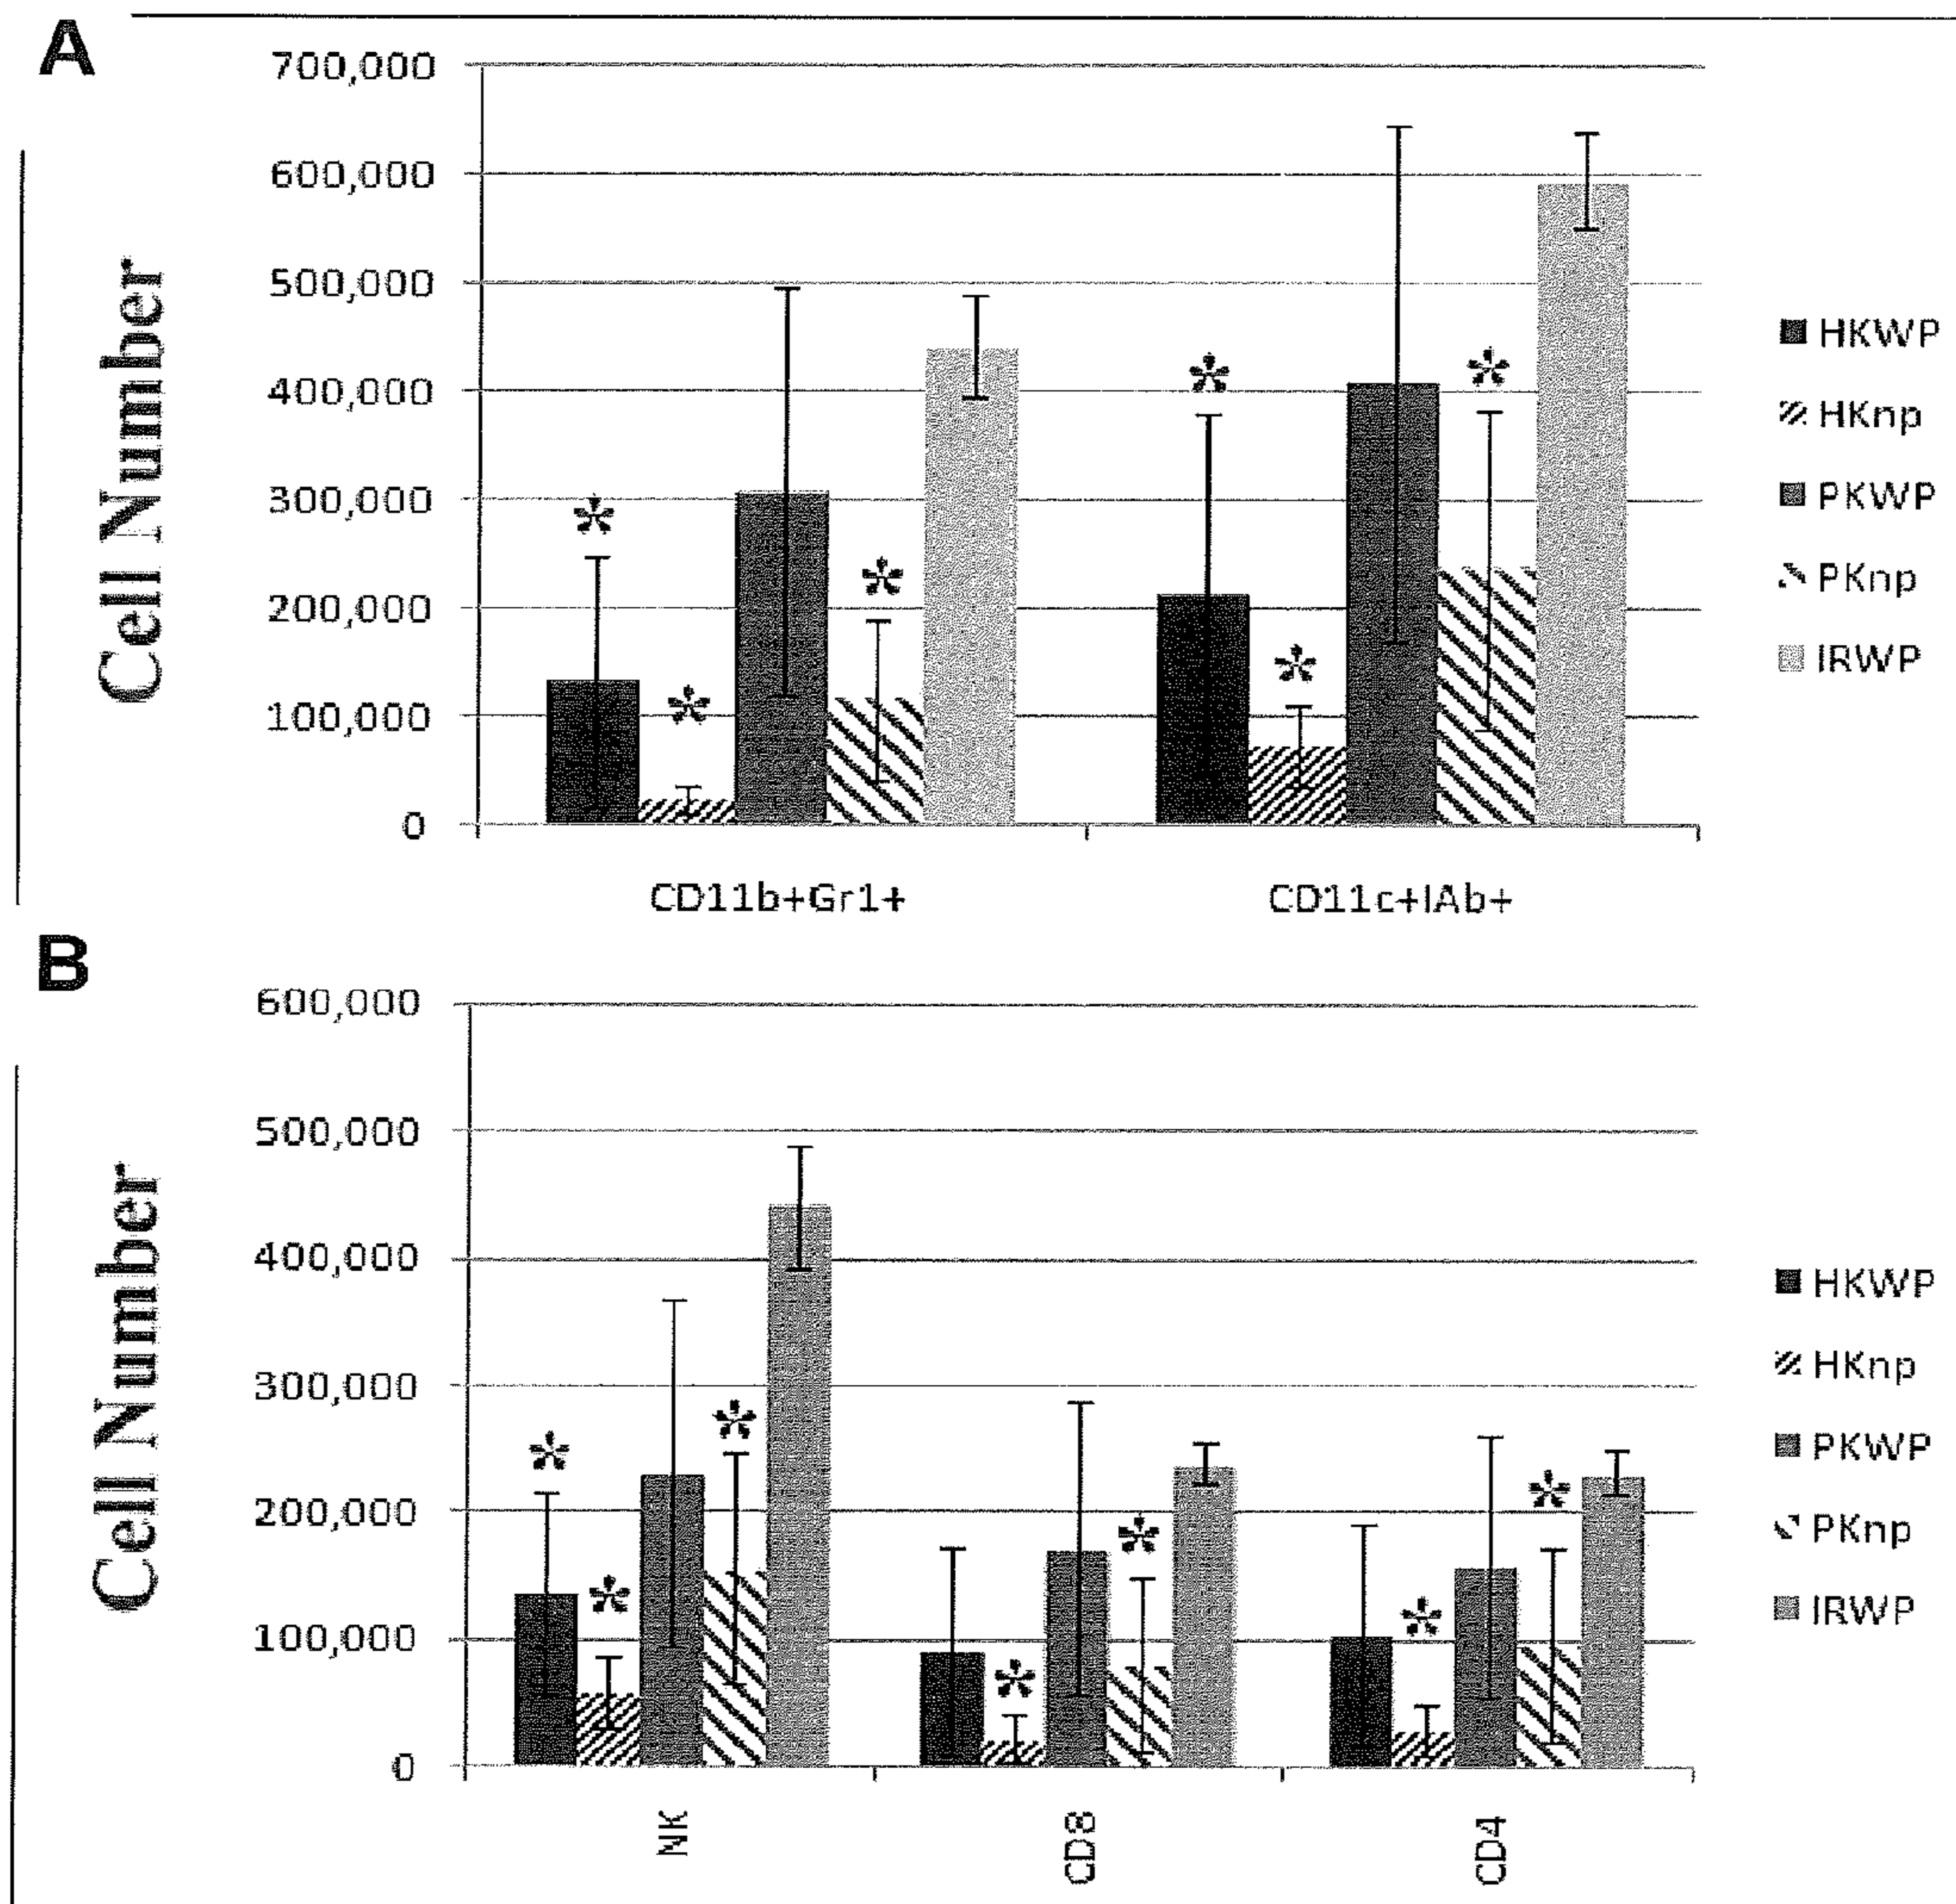 A
Cell Number
700,000
600,000
500,000
400,000
300,000
200,000
100,000
0
*
*
*
*
*
*
CD11b+Gr1+
CD11c+IAb+
HKWP
HKnp
PKWP
PKnp
IRWP
B
Cell Number
600,000
500,000
400,000
300,000
200,000
100,000
0
*
*
*
*
*
*
*
NK
CD8
CD4
HKWP
HKnp
PKWP
PKnp
IRWP